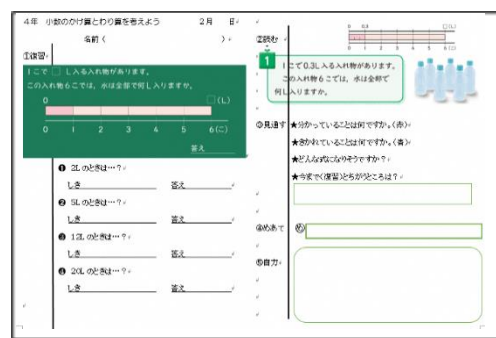 4年 小数のかけ算とわり算を考えよう 2月 日
名前（ ）
①復習
1こで□L入る入れ物があります。
この入れ物6こでは、水は全部で何L入りますか。
0 □(L)
0 1 2 3 4 5 6(こ)
答え
❶ 2Lのときは…？
しき 答え
❷ 5Lのときは…？
しき 答え
❸ 12Lのときは…？
しき 答え
❹ 20Lのときは…？
しき 答え
②読む
0 0.3 □(L)
1
1こで0.3L入る入れ物があります。
この入れ物6こでは、水は全部で
何L入りますか。
③見通す ★分かっていることは何ですか。（赤）
★きかれていることは何ですか。（青）
★どんな式になりそうですか？
★今まで（復習）とちがうところは？
④めあて め
⑤自力